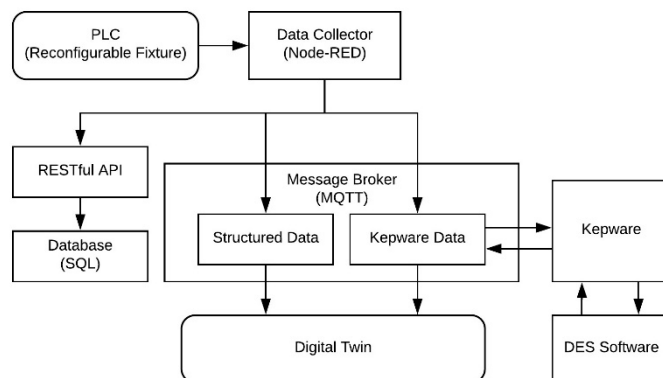 PLC
(Reconfigurable Fixture)
Data Collector
(Node-RED)
RESTful API
Message Broker
(MQTT)
Database
(SQL)
Structured Data
Kepware Data
Kepware
Digital Twin
DES Software